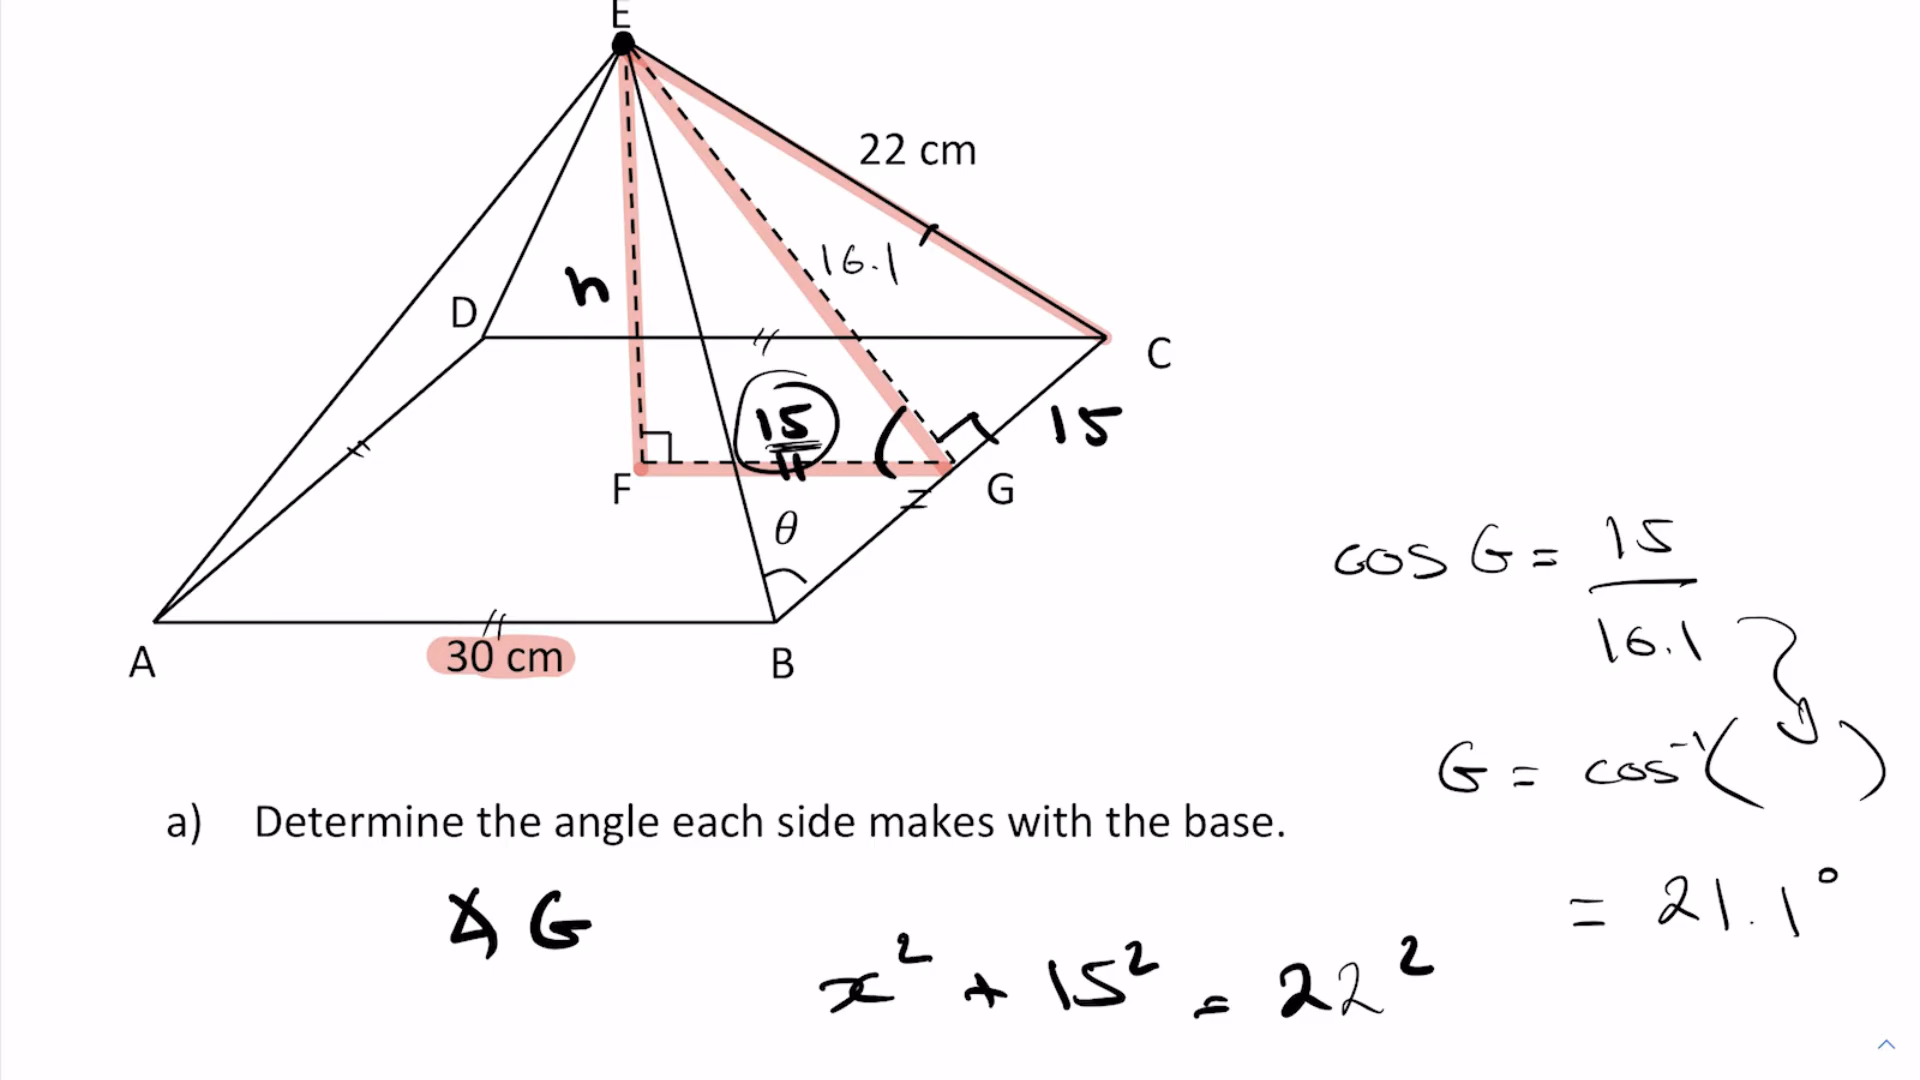 E
22 cm
16.1
h
D
C
15
15
11
F
G
θ
cos G = 15
16.1
A
30 cm
B
G = cos⁻¹( )
a) Determine the angle each side makes with the base.
= 21.1°
∡ G
x² + 15² = 22²